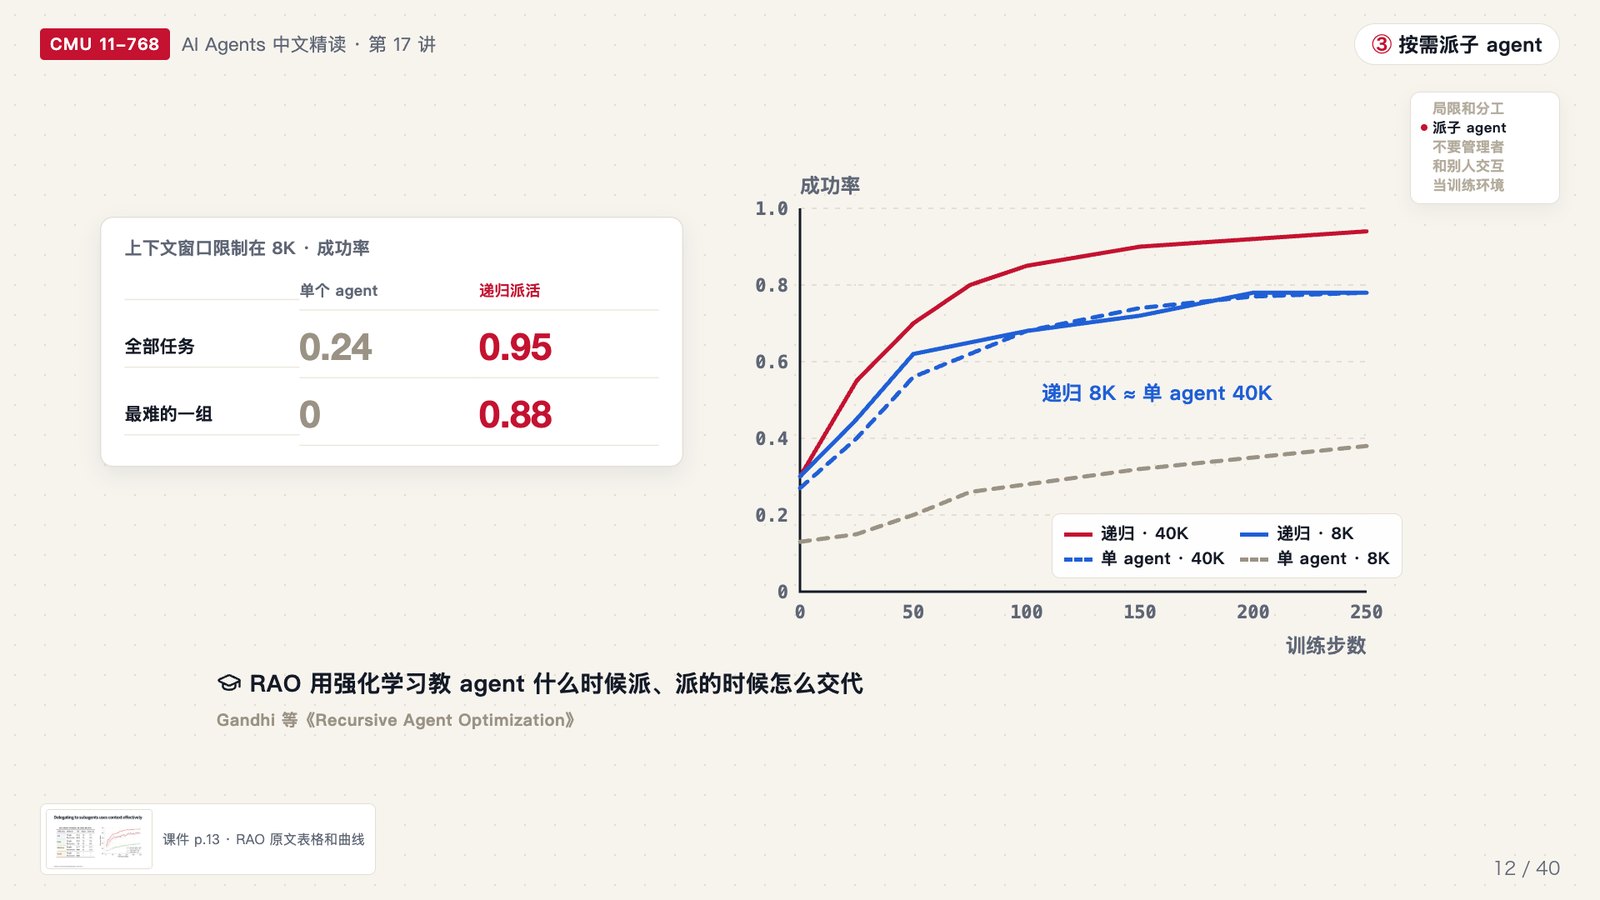 CMU 11-768 AI Agents 中文精读 · 第 17 讲
③ 按需派子 agent
局限和分工
派子 agent
不要管理者
和别人交互
当训练环境
上下文窗口限制在 8K · 成功率
单个 agent 递归派活
全部任务 0.24 0.95
最难的一组 0 0.88
成功率
1.0
0.8
0.6
0.4
0.2
0
0 50 100 150 200 250
训练步数
递归 8K ≈ 单 agent 40K
递归 · 40K 递归 · 8K
单 agent · 40K 单 agent · 8K
RAO 用强化学习教 agent 什么时候派、派的时候怎么交代
Gandhi 等《Recursive Agent Optimization》
Delegating to subagents uses context effectively
课件 p.13 · RAO 原文表格和曲线
12 / 40